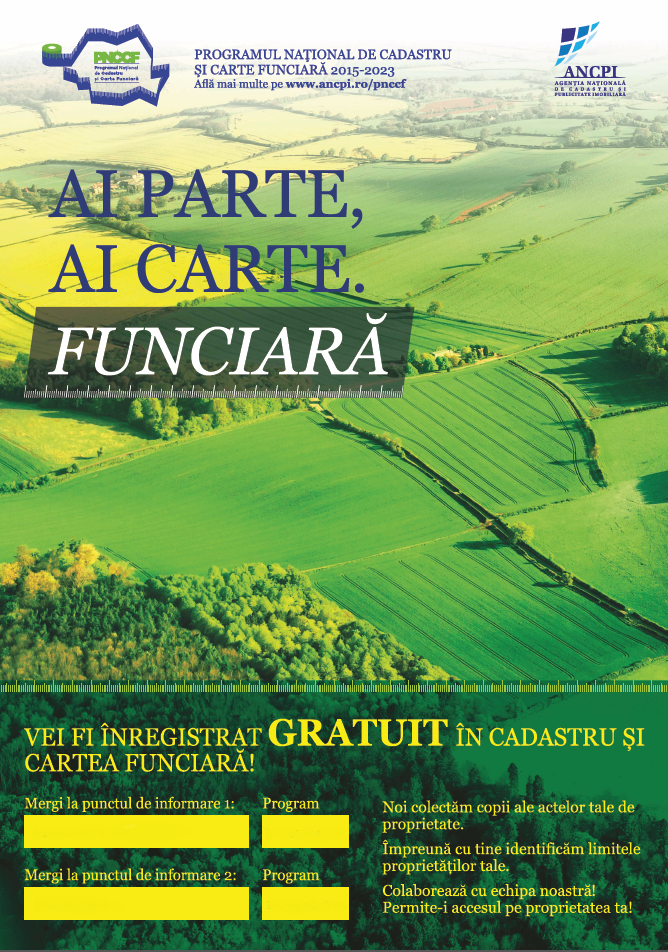 PNCCF
Programul Național
de Cadastru
și Carte Funciară
PROGRAMUL NAȚIONAL DE CADASTRU
ȘI CARTE FUNCIARĂ 2015-2023
Află mai multe pe www.ancpi.ro/pnccf
ANCPI
AGENȚIA NAȚIONALĂ
DE CADASTRU ȘI
PUBLICITATE IMOBILIARĂ
AI PARTE,
AI CARTE.
FUNCIARĂ
VEI FI ÎNREGISTRAT GRATUIT ÎN CADASTRU ȘI
CARTEA FUNCIARĂ!
Mergi la punctul de informare 1:
Program
Mergi la punctul de informare 2:
Program
Noi colectăm copii ale actelor tale de
proprietate.
Împreună cu tine identificăm limitele
proprietăților tale.
Colaborează cu echipa noastră!
Permite-i accesul pe proprietatea ta!